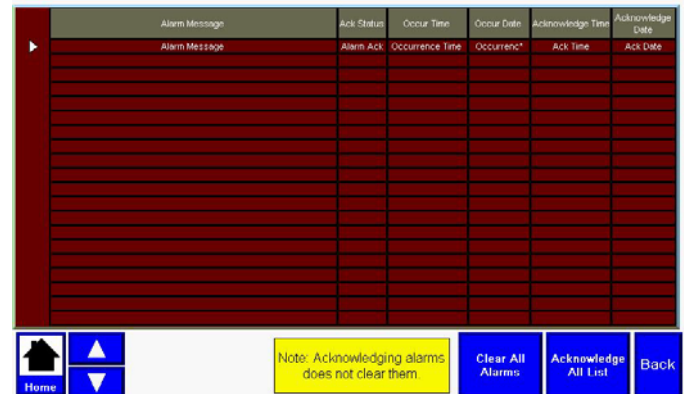 Alarm Message Ack Status Occur Time Occur Date Acknowledge Time Acknowledge Date
Alarm Message Alarm Ack Occurrence Time Occurrenc* Ack Time Ack Date
Home
Note: Acknowledging alarms
does not clear them.
Clear All
Alarms
Acknowledge
All List
Back